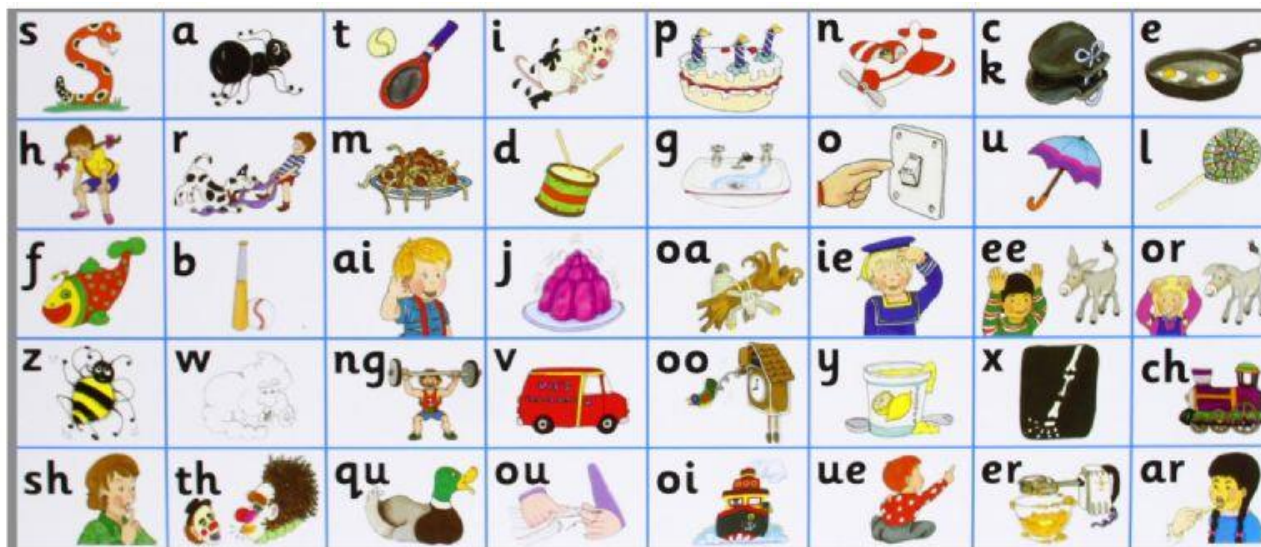 s a t i p n c k e
h r m d g o u l
f b ai j oa ie ee or
z w ng v oo y x ch
sh th qu ou oi ue er ar